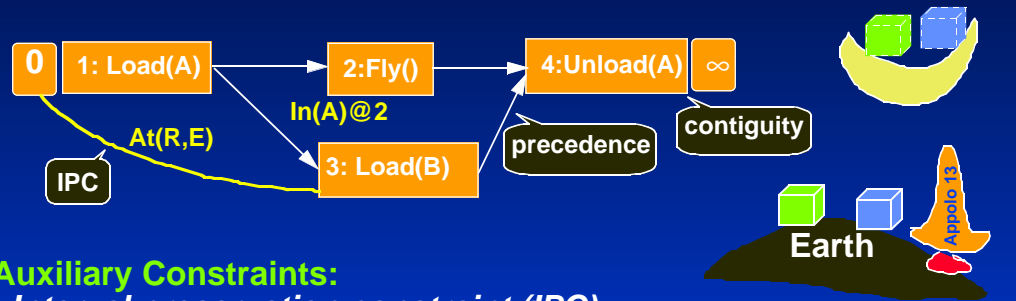 0
1: Load(A)
2:Fly()
4:Unload(A)
∞
In(A)@2
At(R,E)
precedence
contiguity
IPC
3: Load(B)
Appolo 13
Earth
Auxiliary Constraints: